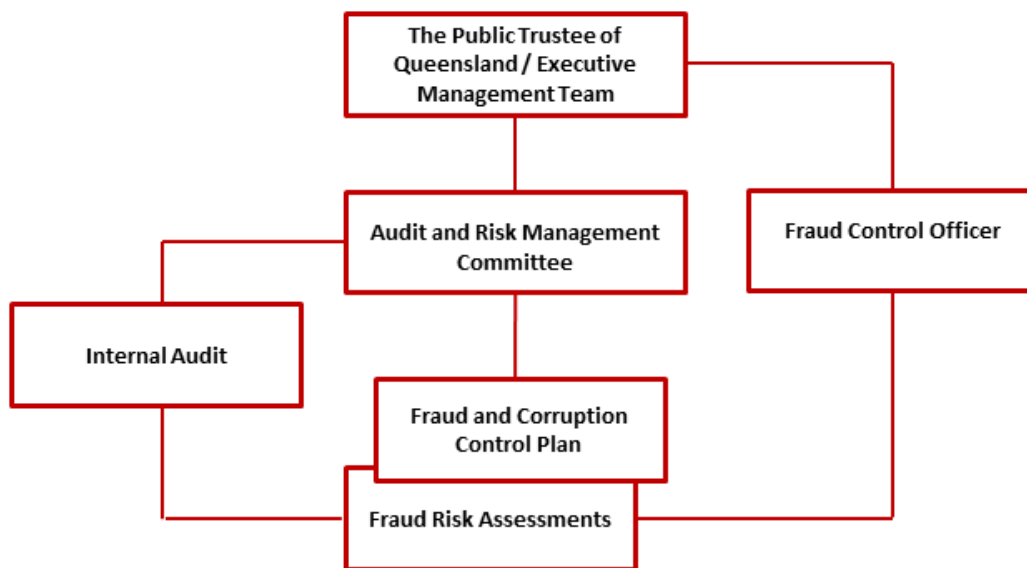 The Public Trustee of
Queensland / Executive
Management Team
Audit and Risk Management
Committee
Fraud Control Officer
Internal Audit
Fraud and Corruption
Control Plan
Fraud Risk Assessments